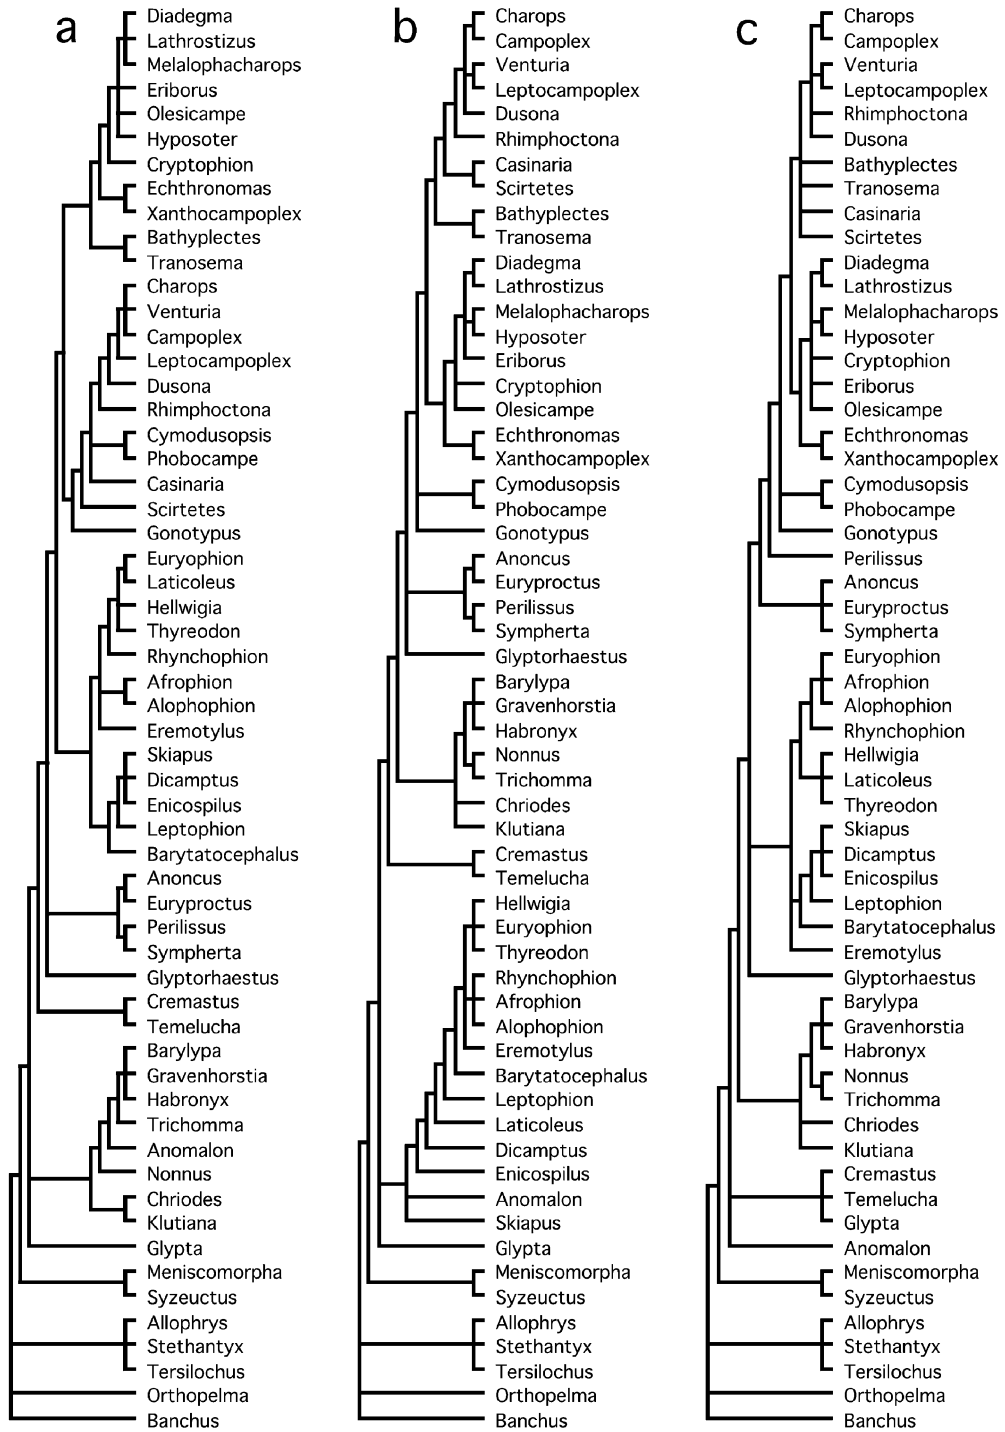 a
Diadegma
Lathrostizus
Melalophacharops
Eriborus
Olesicampe
Hyposoter
Cryptophion
Echthronomas
Xanthocampoplex
Bathyplectes
Tranosema
Charops
Venturia
Campoplex
Leptocampoplex
Dusona
Rhimphoctona
Cymodusopsis
Phobocampe
Casinaria
Scirtetes
Gonotypus
Euryophion
Laticoleus
Hellwigia
Thyreodon
Rhynchophion
Afrophion
Alophophion
Eremotylus
Skiapus
Dicamptus
Enicospilus
Leptophion
Barytatocephalus
Anoncus
Euryproctus
Perilissus
Sympherta
Glyptorhaestus
Cremastus
Temelucha
Barylypa
Gravenhorstia
Habronyx
Trichomma
Anomalon
Nonnus
Chriodes
Klutiana
Glypta
Meniscomorpha
Syzeuctus
Allophrys
Stethantyx
Tersilochus
Orthopelma
Banchus
b
Charops
Campoplex
Venturia
Leptocampoplex
Dusona
Rhimphoctona
Casinaria
Scirtetes
Bathyplectes
Tranosema
Diadegma
Lathrostizus
Melalophacharops
Hyposoter
Eriborus
Cryptophion
Olesicampe
Echthronomas
Xanthocampoplex
Cymodusopsis
Phobocampe
Gonotypus
Anoncus
Euryproctus
Perilissus
Sympherta
Glyptorhaestus
Barylypa
Gravenhorstia
Habronyx
Nonnus
Trichomma
Chriodes
Klutiana
Cremastus
Temelucha
Hellwigia
Euryophion
Thyreodon
Rhynchophion
Afrophion
Alophophion
Eremotylus
Barytatocephalus
Leptophion
Laticoleus
Dicamptus
Enicospilus
Anomalon
Skiapus
Glypta
Meniscomorpha
Syzeuctus
Allophrys
Stethantyx
Tersilochus
Orthopelma
Banchus
c
Charops
Campoplex
Venturia
Leptocampoplex
Rhimphoctona
Dusona
Bathyplectes
Tranosema
Casinaria
Scirtetes
Diadegma
Lathrostizus
Melalophacharops
Hyposoter
Cryptophion
Eriborus
Olesicampe
Echthronomas
Xanthocampoplex
Cymodusopsis
Phobocampe
Gonotypus
Perilissus
Anoncus
Euryproctus
Sympherta
Euryophion
Afrophion
Alophophion
Rhynchophion
Hellwigia
Laticoleus
Thyreodon
Skiapus
Dicamptus
Enicospilus
Leptophion
Barytatocephalus
Eremotylus
Glyptorhaestus
Barylypa
Gravenhorstia
Habronyx
Nonnus
Trichomma
Chriodes
Klutiana
Cremastus
Temelucha
Glypta
Anomalon
Meniscomorpha
Syzeuctus
Allophrys
Stethantyx
Tersilochus
Orthopelma
Banchus